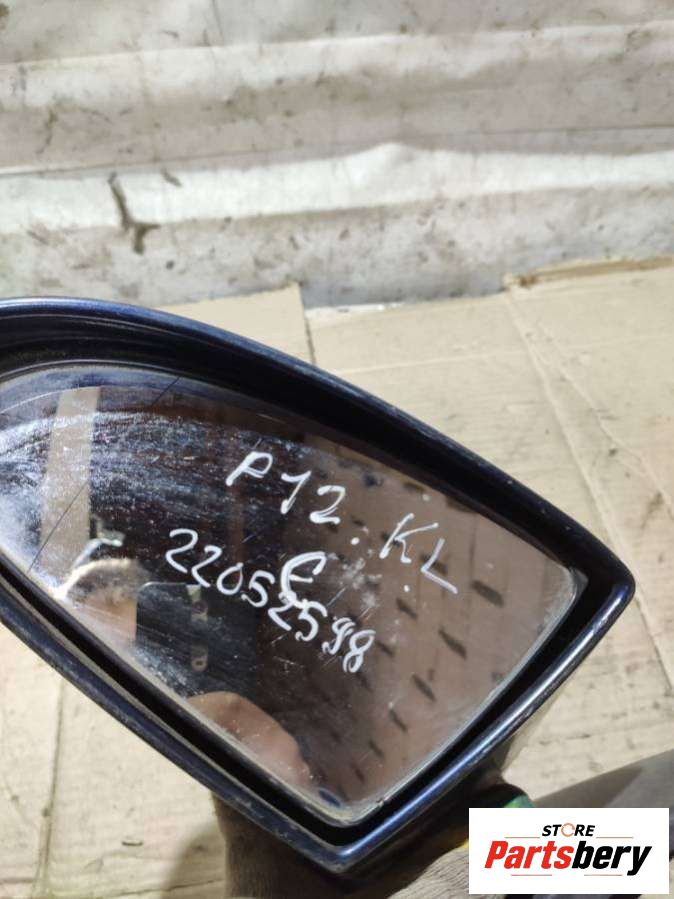 P12. KL
C
22052598
STORE
Partsbery